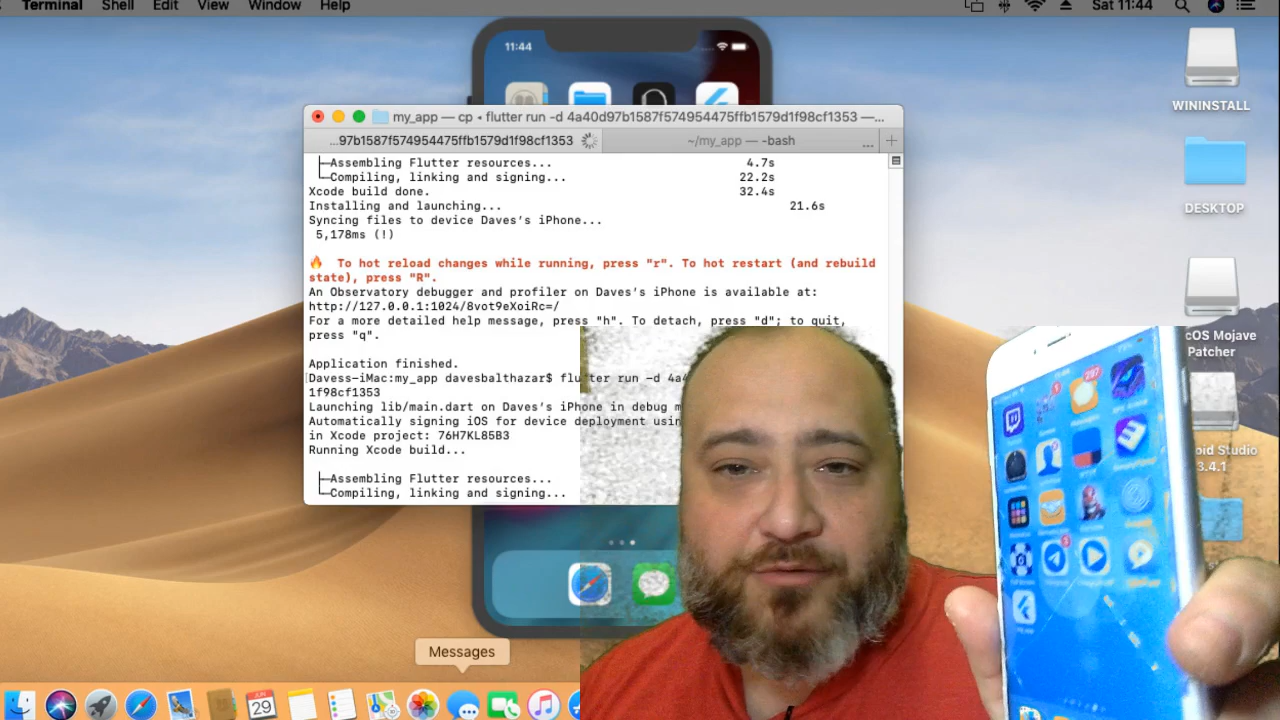 Terminal Shell Edit View Window Help Sat 11:44
11:44
my_app — cp ◂ flutter run -d 4a40d97b1587f574954475ffb1579d1f98cf1353 —...
...97b1587f574954475ffb1579d1f98cf1353
~/my_app — -bash
├─Assembling Flutter resources... 4.7s
└─Compiling, linking and signing... 22.2s
Xcode build done. 32.4s
Installing and launching... 21.6s
Syncing files to device Daves's iPhone...
5,178ms (!)
🔥 To hot reload changes while running, press "r". To hot restart (and rebuild
state), press "R".
An Observatory debugger and profiler on Daves's iPhone is available at:
http://127.0.0.1:1024/8vot9eXoiRc=/
For a more detailed help message, press "h". To detach, press "d"; to quit,
press "q".
Application finished.
Davess-iMac:my_app davesbalthazar$ flutter run -d 4a4
1f98cf1353
Launching lib/main.dart on Daves's iPhone in debug m
Automatically signing iOS for device deployment usin
in Xcode project: 76H7KL85B3
Running Xcode build...
├─Assembling Flutter resources...
└─Compiling, linking and signing...
WININSTALL
DESKTOP
cOS Mojave
Patcher
oid Studio
3.4.1
297
Messages
JUN
29